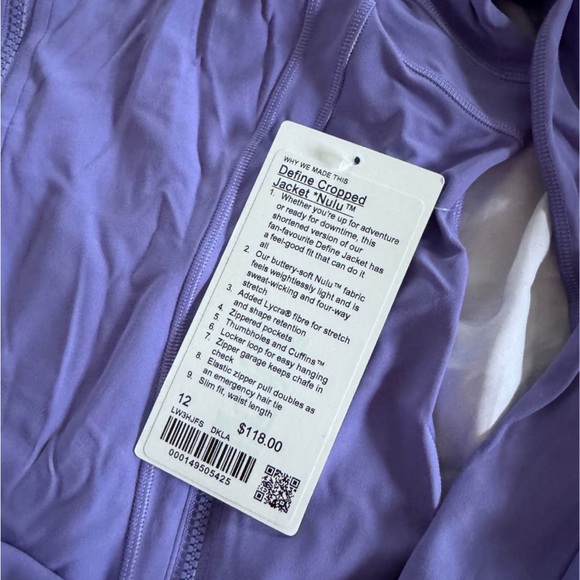 WHY WE MADE THIS
Define Cropped
Jacket *Nulu™
1. Whether you're up for adventure
or ready for downtime, this
shortened version of our
fan-favourite Define Jacket has
a feel-good fit that can do it
all
2. Our buttery-soft Nulu™ fabric
feels weightlessly light and is
sweat-wicking and four-way
stretch
3. Added Lycra® fibre for stretch
and shape retention
4. Zippered pockets
5. Thumbholes and Cuffins™
6. Locker loop for easy hanging
7. Zipper garage keeps chafe in
check
8. Elastic zipper pull doubles as
an emergency hair tie
9. Slim fit, waist length
12 $118.00
LW3HJFS DKLA
000149505425